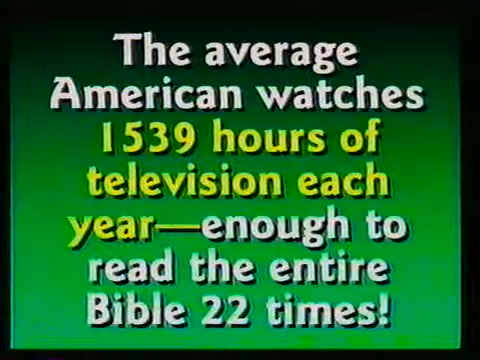 The average
American watches
1539 hours of
television each
year—enough to
read the entire
Bible 22 times!